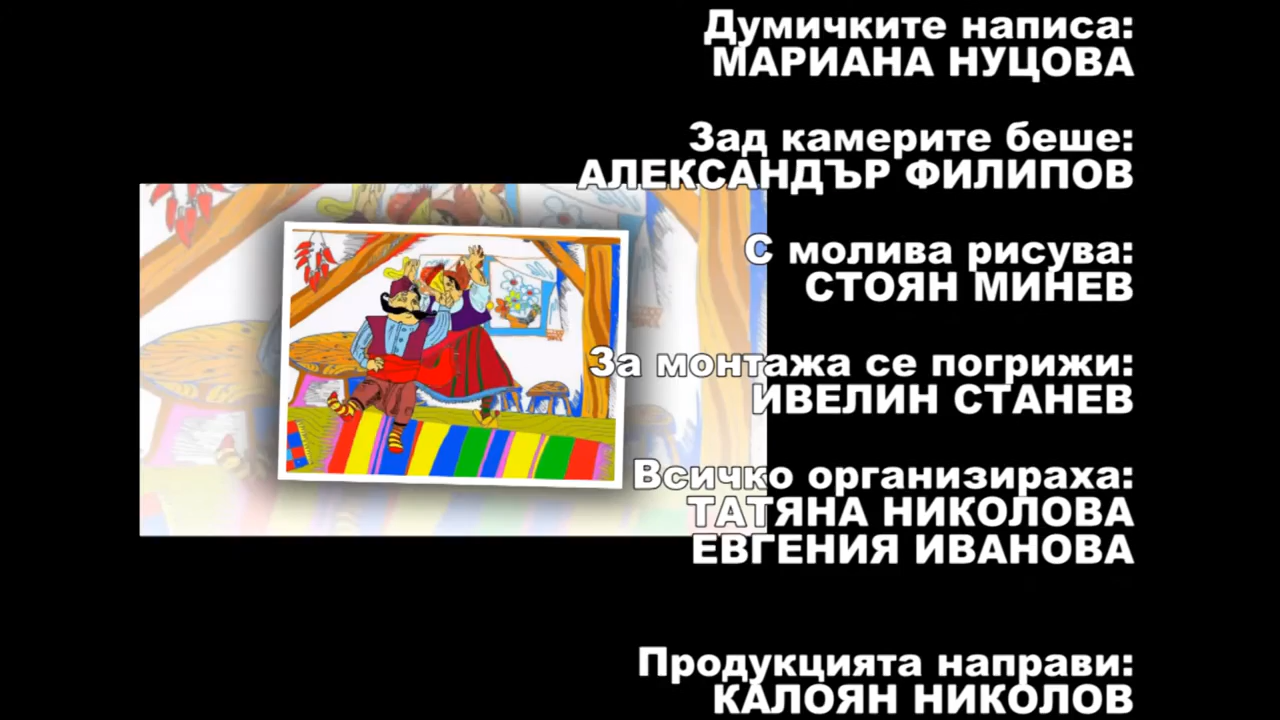 Думичките написа:
МАРИАНА НУЦОВА
Зад камерите беше:
АЛЕКСАНДЪР ФИЛИПОВ
С молива рисува:
СТОЯН МИНЕВ
За монтажа се погрижи:
ИВЕЛИН СТАНЕВ
Всичко организираха:
ТАТЯНА НИКОЛОВА
ЕВГЕНИЯ ИВАНОВА
Продукцията направи:
КАЛОЯН НИКОЛОВ